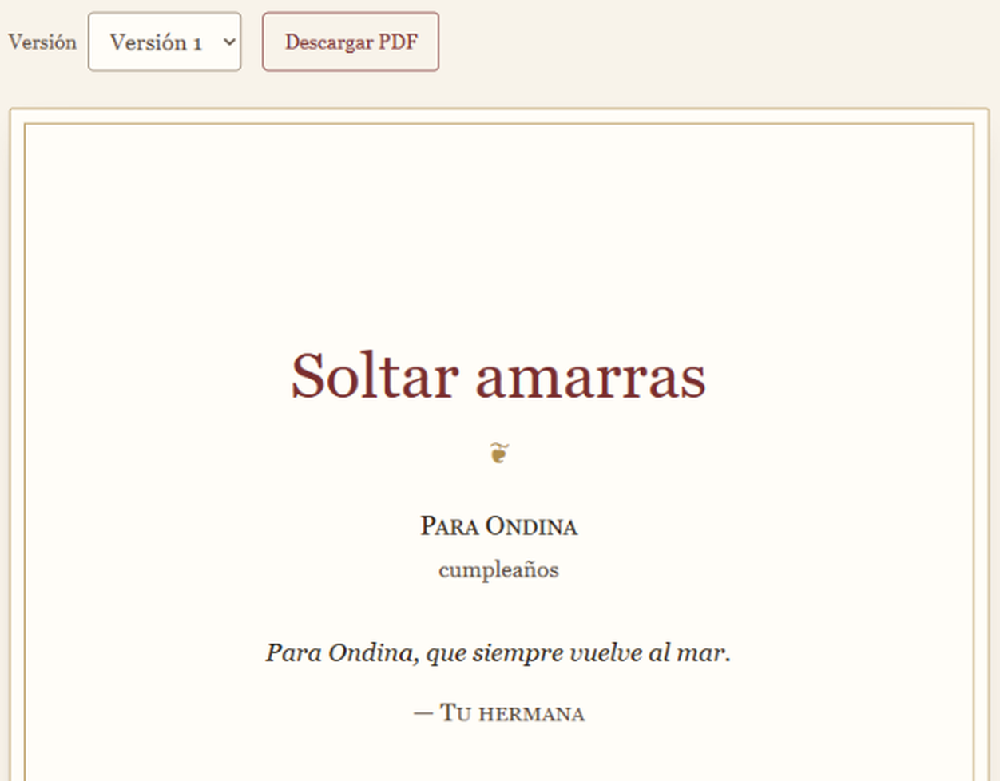 Versión Versión 1 Descargar PDF
Soltar amarras
Para Ondina
cumpleaños
Para Ondina, que siempre vuelve al mar.
— Tu hermana